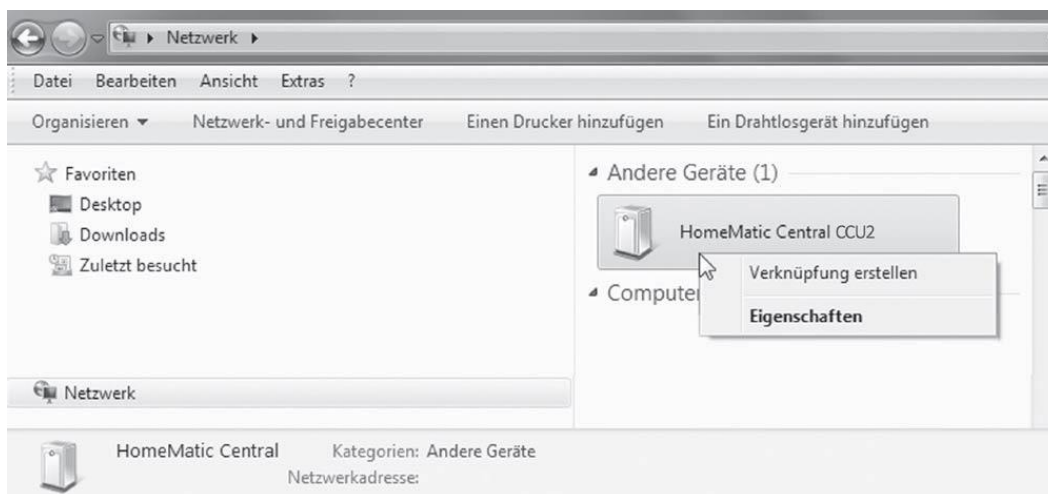 Netzwerk
Datei Bearbeiten Ansicht Extras ?
Organisieren Netzwerk- und Freigabecenter Einen Drucker hinzufügen Ein Drahtlosgerät hinzufügen
Favoriten
Desktop
Downloads
Zuletzt besucht
Netzwerk
Andere Geräte (1)
HomeMatic Central CCU2
Verknüpfung erstellen
Eigenschaften
HomeMatic Central Kategorien: Andere Geräte
Netzwerkadresse: